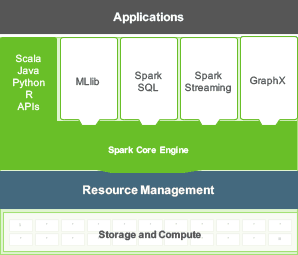 Applications
Scala
Java
Python
R
APIs
MLlib
Spark
SQL
Spark
Streaming
GraphX
Spark Core Engine
Resource Management
Storage and Compute